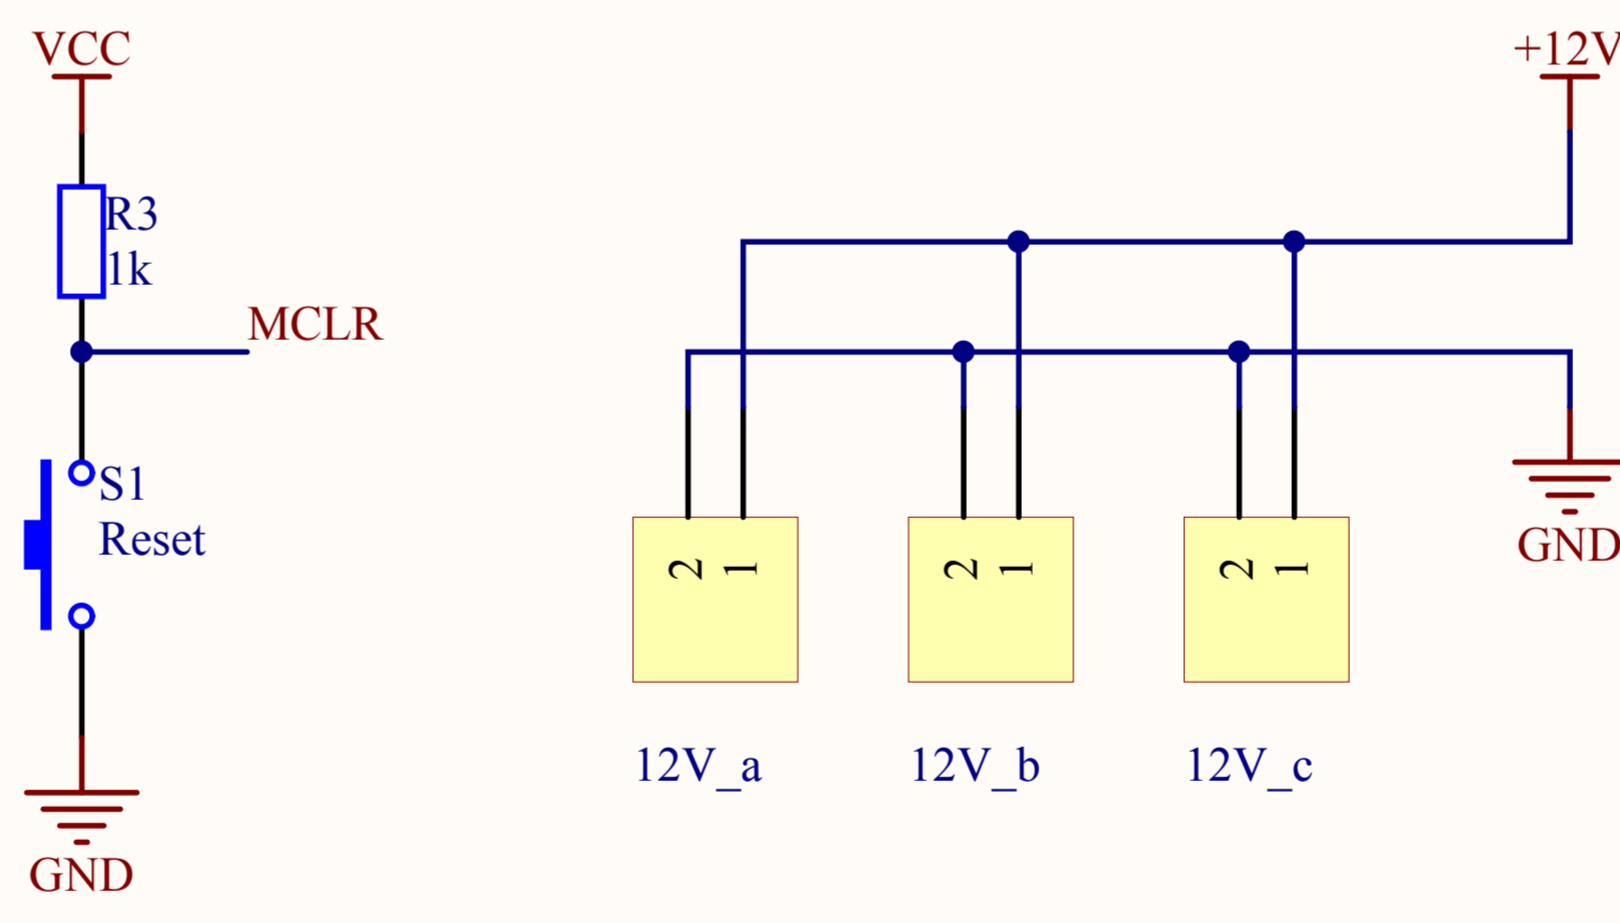 VCC
R3
1k
MCLR
S1
Reset
GND
+12V
GND
2 1
2 1
2 1
12V_a
12V_b
12V_c